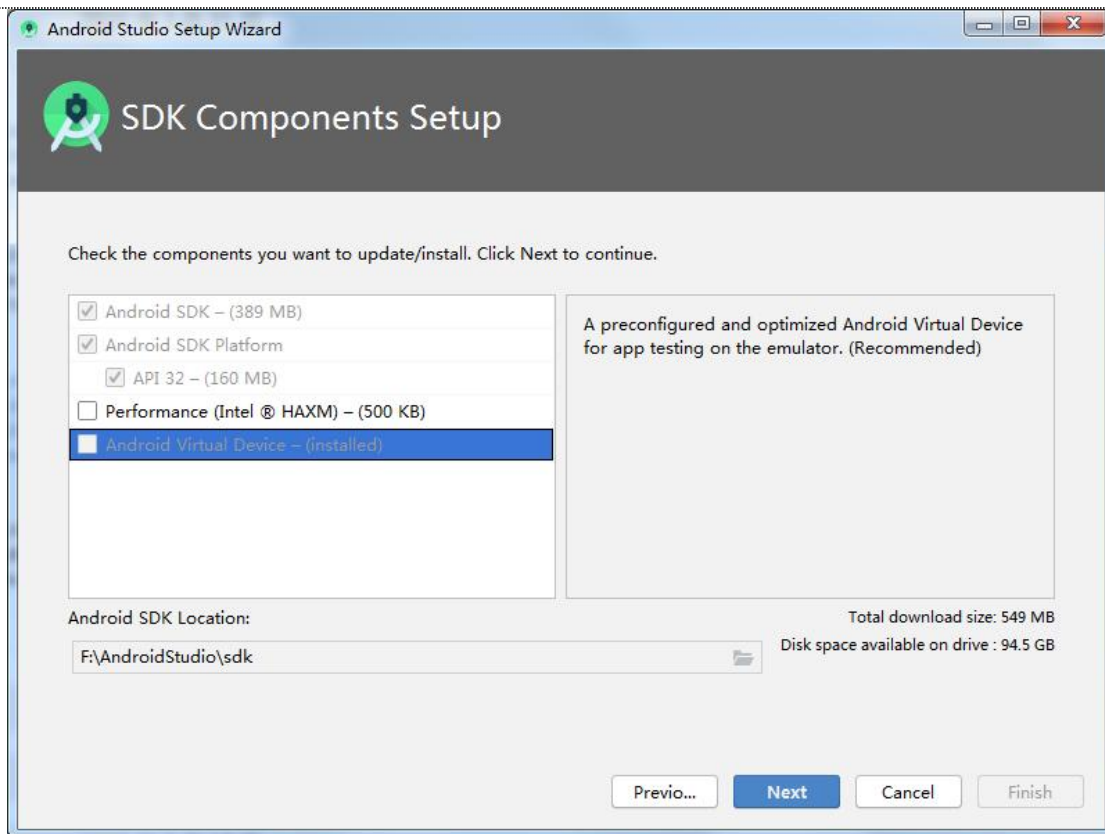 Android Studio Setup Wizard
SDK Components Setup
Check the components you want to update/install. Click Next to continue.
Android SDK – (389 MB)
Android SDK Platform
API 32 – (160 MB)
Performance (Intel ® HAXM) – (500 KB)
Android Virtual Device – (installed)
A preconfigured and optimized Android Virtual Device
for app testing on the emulator. (Recommended)
Android SDK Location:
F:\AndroidStudio\sdk
Total download size: 549 MB
Disk space available on drive : 94.5 GB
Previo...
Next
Cancel
Finish